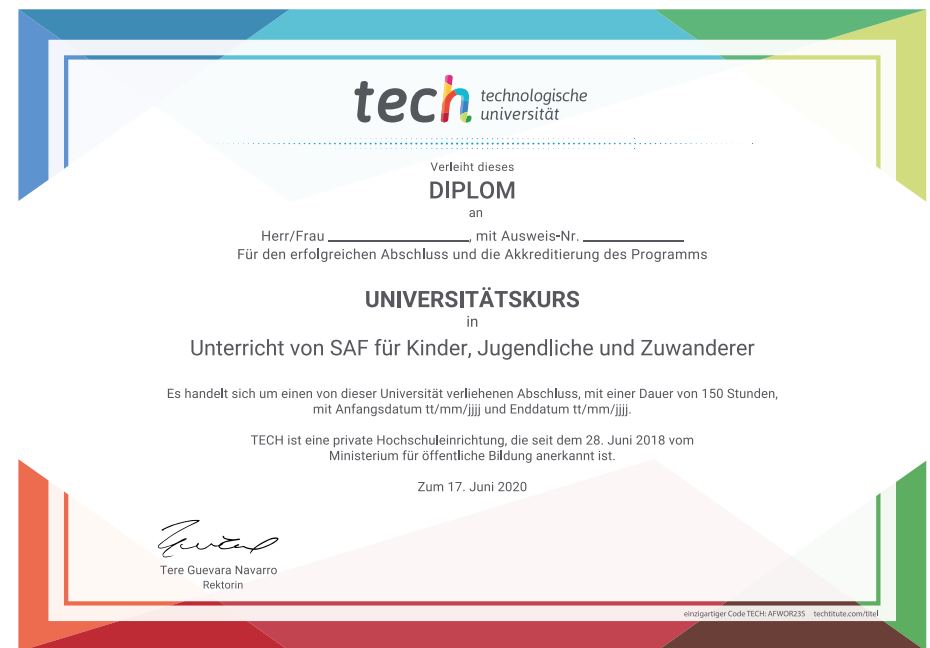 tech technologische
universität
Verleiht dieses
DIPLOM
an
Herr/Frau ____________, mit Ausweis-Nr. ____________
Für den erfolgreichen Abschluss und die Akkreditierung des Programms
UNIVERSITÄTSKURS
in
Unterricht von SAF für Kinder, Jugendliche und Zuwanderer
Es handelt sich um einen von dieser Universität verliehenen Abschluss, mit einer Dauer von 150 Stunden,
mit Anfangsdatum tt/mm/jjjj und Enddatum tt/mm/jjjj.
TECH ist eine private Hochschuleinrichtung, die seit dem 28. Juni 2018 vom
Ministerium für öffentliche Bildung anerkannt ist.
Zum 17. Juni 2020
Tere Guevara Navarro
Rektorin
einzigartiger Code TECH: AFWOR23S techtitute.com/titel